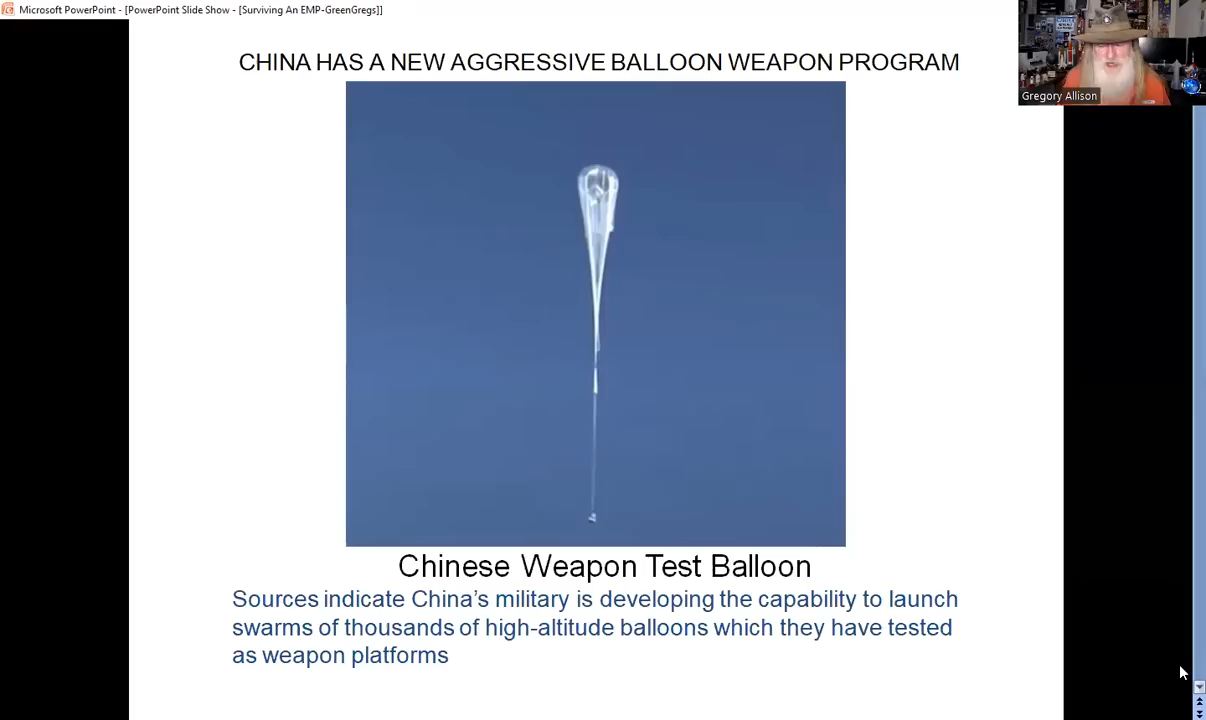 Microsoft PowerPoint - [PowerPoint Slide Show - [Surviving An EMP-GreenGregs]]
CHINA HAS A NEW AGGRESSIVE BALLOON WEAPON PROGRAM
Gregory Allison
Chinese Weapon Test Balloon
Sources indicate China’s military is developing the capability to launch
swarms of thousands of high-altitude balloons which they have tested
as weapon platforms